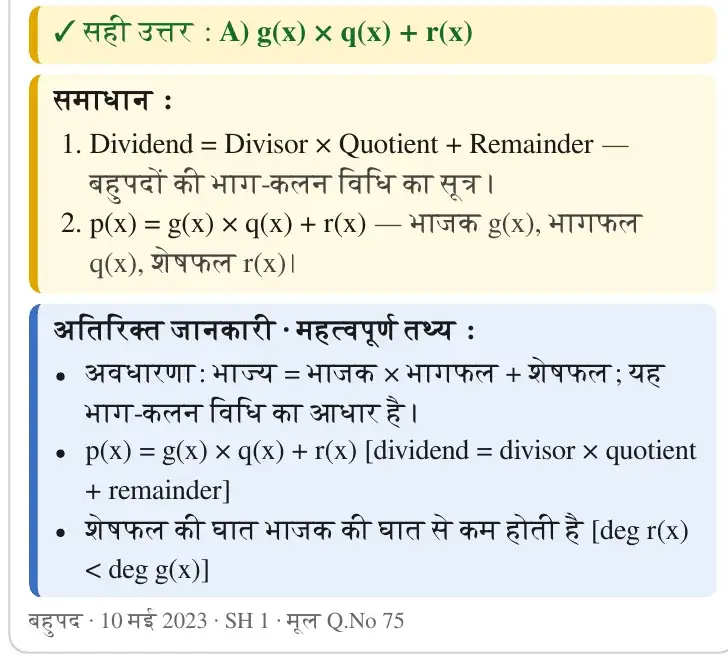 ✓ सही उत्तर : A) g(x) × q(x) + r(x)
समाधान :
1. Dividend = Divisor × Quotient + Remainder —
बहुपदों की भाग-कलन विधि का सूत्र।
2. p(x) = g(x) × q(x) + r(x) — भाजक g(x), भागफल
q(x), शेषफल r(x)।
अतिरिक्त जानकारी · महत्वपूर्ण तथ्य :
• अवधारणा : भाज्य = भाजक × भागफल + शेषफल ; यह
भाग-कलन विधि का आधार है।
• p(x) = g(x) × q(x) + r(x) [dividend = divisor × quotient
+ remainder]
• शेषफल की घात भाजक की घात से कम होती है [deg r(x)
< deg g(x)]
बहुपद · 10 मई 2023 · SH 1 · मूल Q.No 75